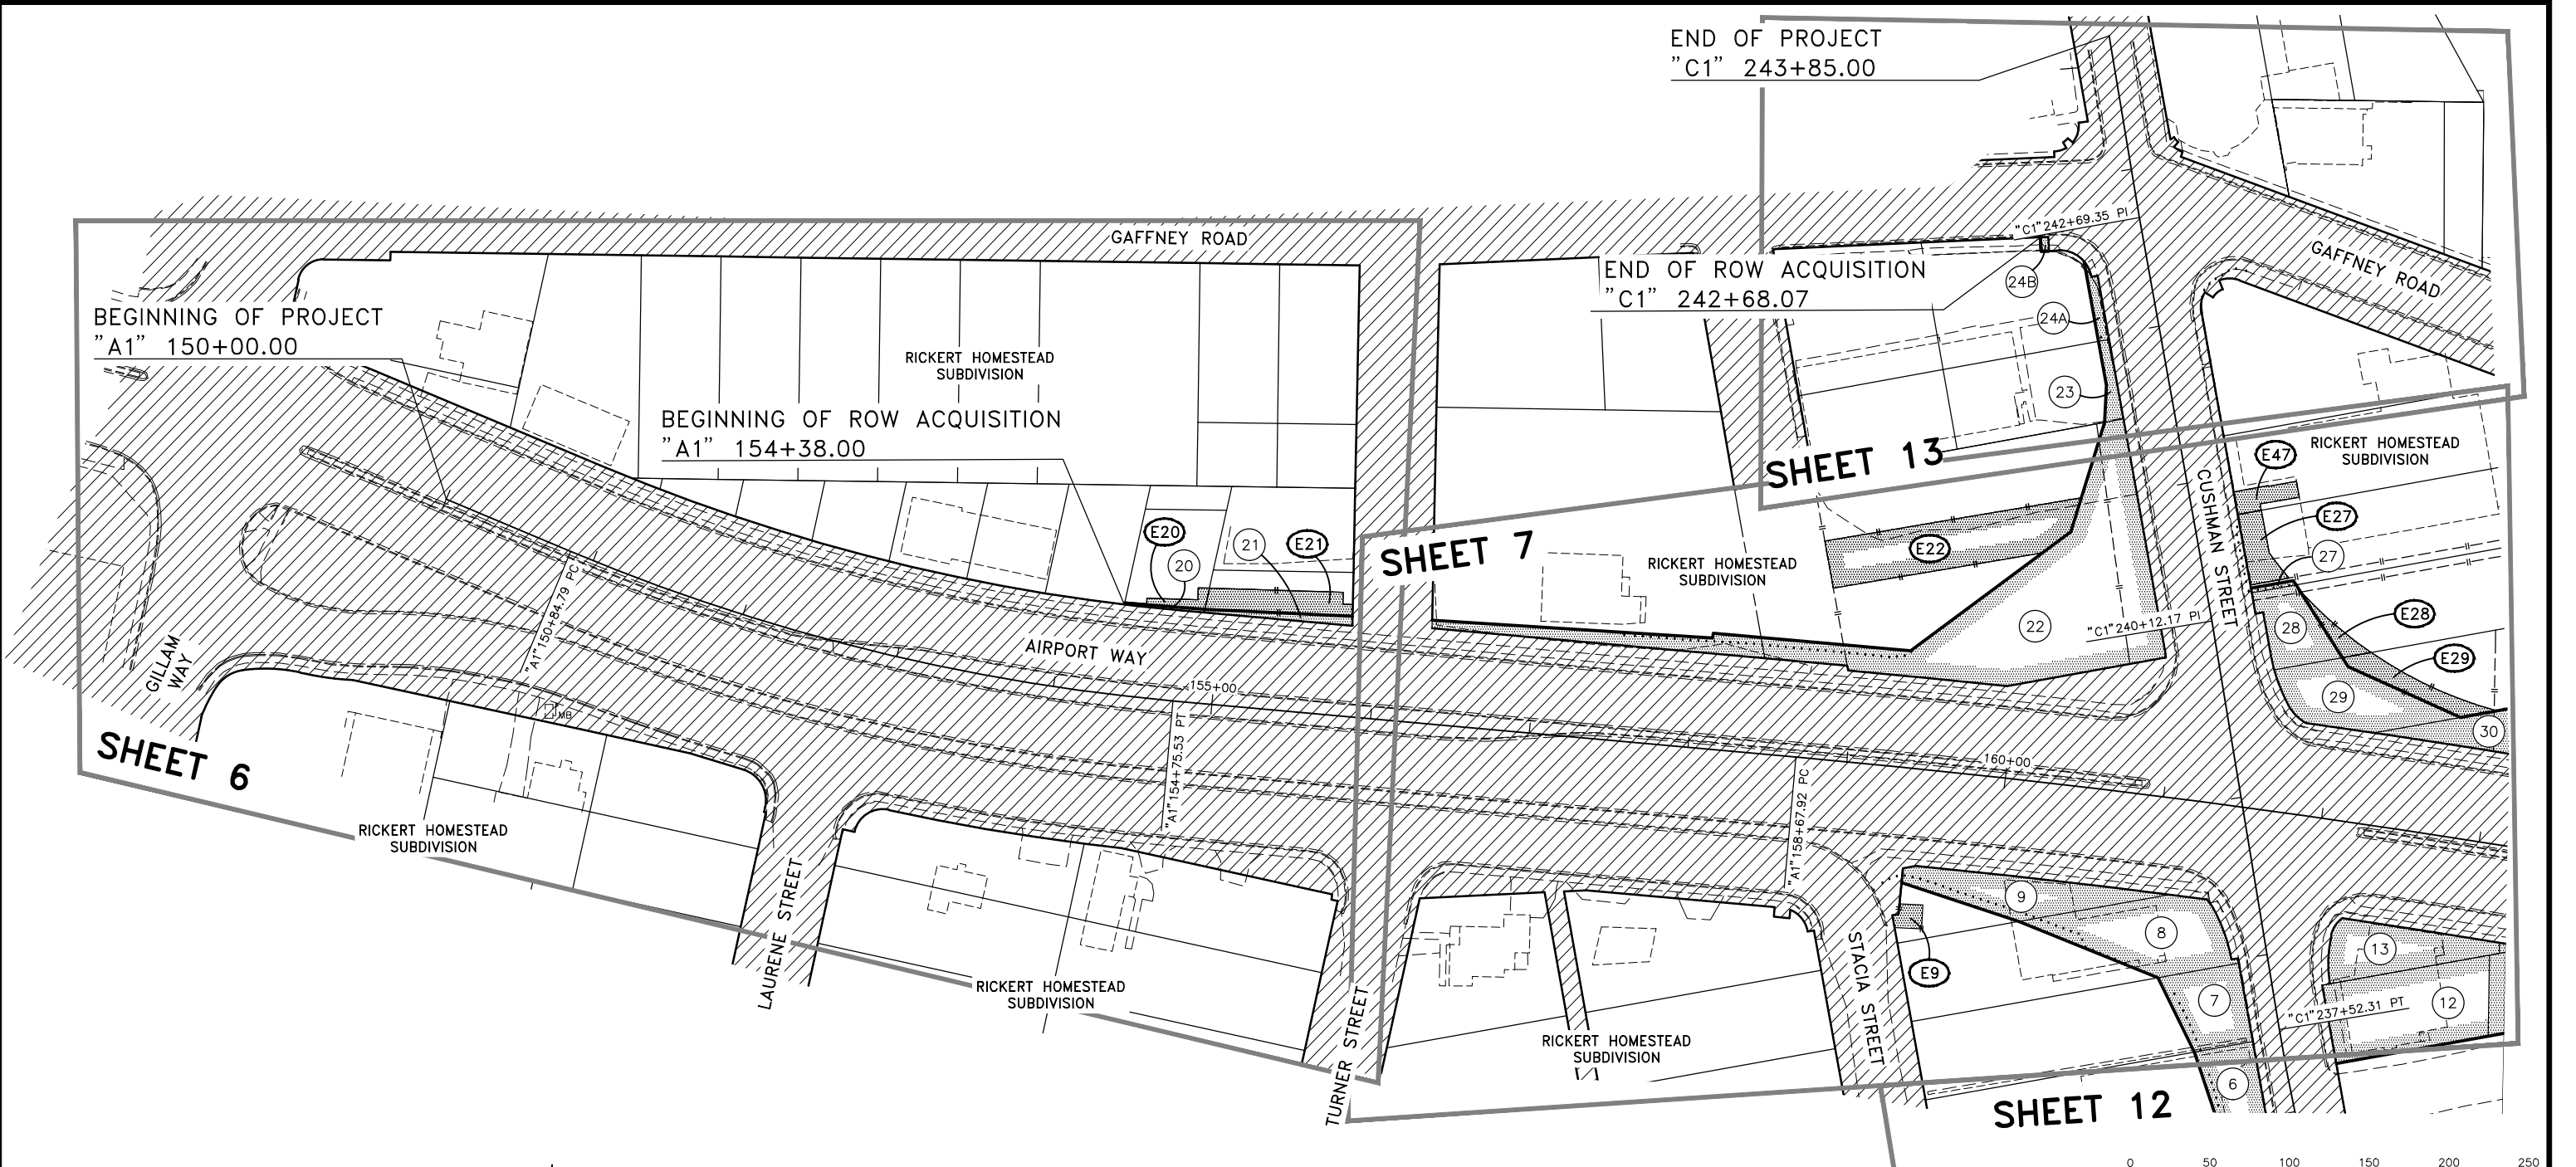 END OF PROJECT
"C1" 243+85.00
"C1" 242+69.35 PI
GAFFNEY ROAD
GAFFNEY ROAD
END OF ROW ACQUISITION
"C1" 242+68.07
24B
24A
23
BEGINNING OF PROJECT
"A1" 150+00.00
RICKERT HOMESTEAD
SUBDIVISION
BEGINNING OF ROW ACQUISITION
"A1" 154+38.00
SHEET 13
RICKERT HOMESTEAD
SUBDIVISION
E47
E27
27
CUSHMAN STREET
E20
20
21
E21
SHEET 7
E22
RICKERT HOMESTEAD
SUBDIVISION
22
"C1" 240+12.17 PI
28
E28
E29
29
30
"A1" 150+84.79 PC
AIRPORT WAY
GILLAM
WAY
155+00
MB
"A1" 154+75.53 PT
160+00
"A1" 158+67.92 PC
SHEET 6
RICKERT HOMESTEAD
SUBDIVISION
LAURENE STREET
RICKERT HOMESTEAD
SUBDIVISION
TURNER STREET
RICKERT HOMESTEAD
SUBDIVISION
STACIA STREET
E9
9
8
7
6
13
12
"C1" 237+52.31 PT
SHEET 12
0 50 100 150 200 250